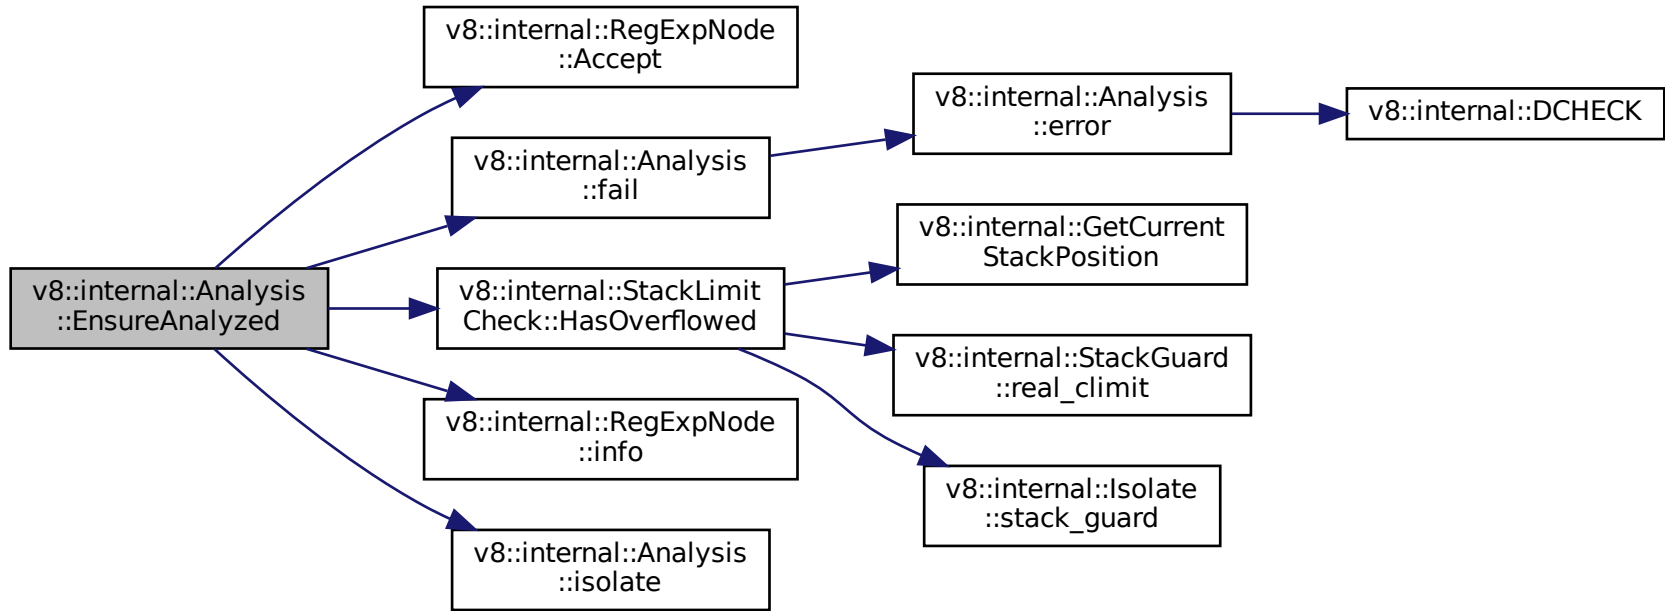 v8::internal::RegExpNode
::Accept
v8::internal::Analysis
::error
v8::internal::DCHECK
v8::internal::Analysis
::fail
v8::internal::GetCurrent
StackPosition
v8::internal::Analysis
::EnsureAnalyzed
v8::internal::StackLimit
Check::HasOverflowed
v8::internal::StackGuard
::real_climit
v8::internal::RegExpNode
::info
v8::internal::Isolate
::stack_guard
v8::internal::Analysis
::isolate